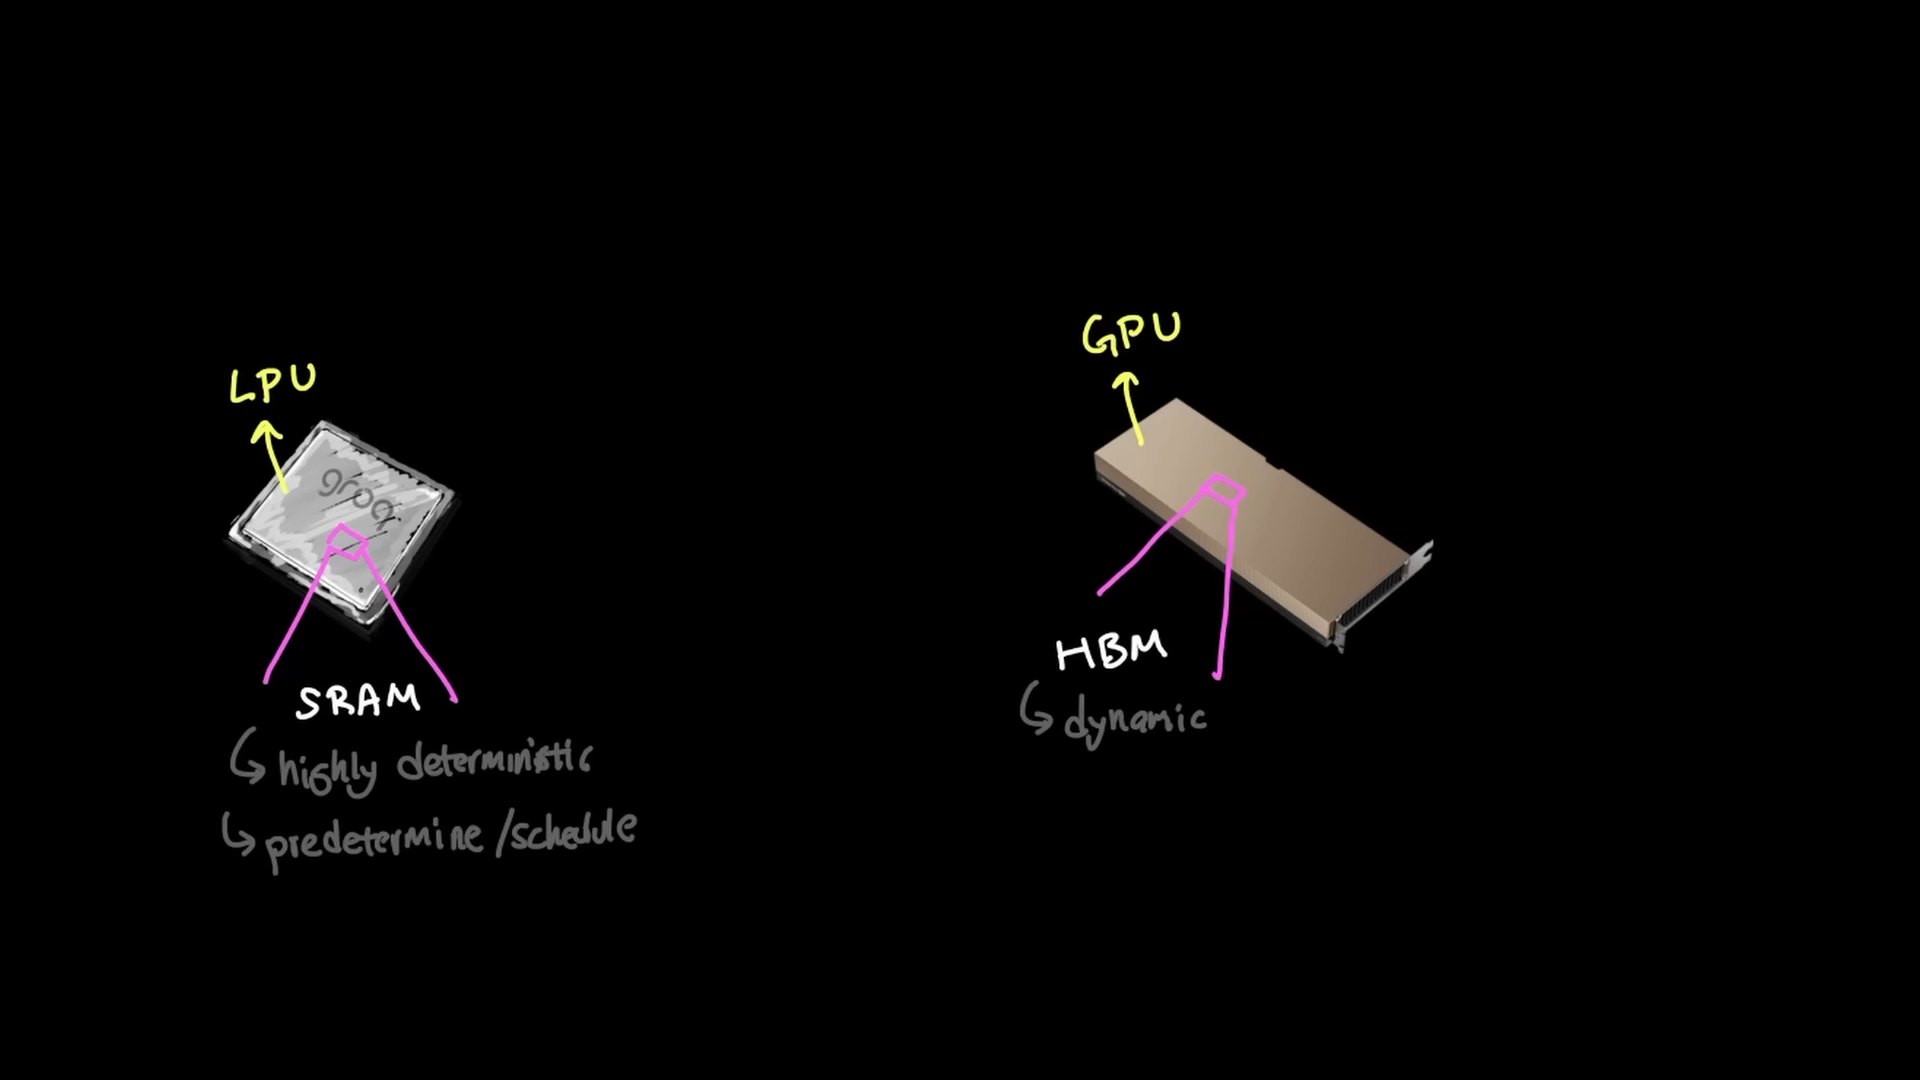 LPU
groq
SRAM
highly deterministic
predetermine/schedule
GPU
HBM
dynamic